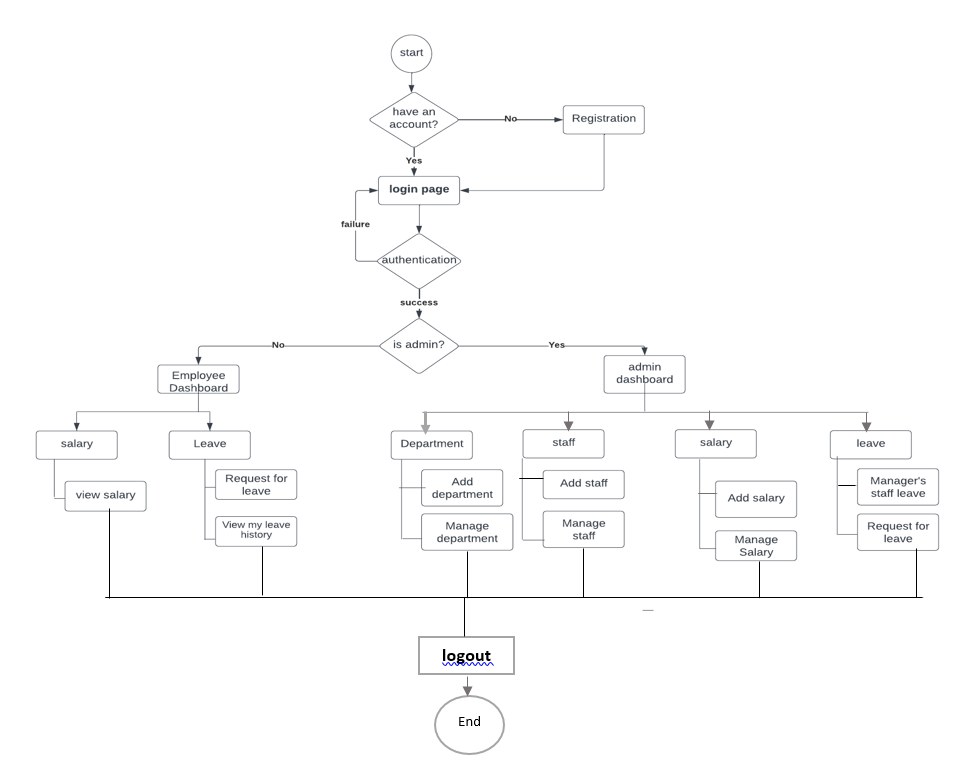 start
have an
account?
No
Registration
Yes
login page
failure
authentication
success
is admin?
No
Yes
Employee
Dashboard
admin
dashboard
salary
Leave
Department
staff
salary
leave
view salary
Request for
leave
View my leave
history
Add
department
Manage
department
Add staff
Manage
staff
Add salary
Manage
Salary
Manager's
staff leave
Request for
leave
logout
End